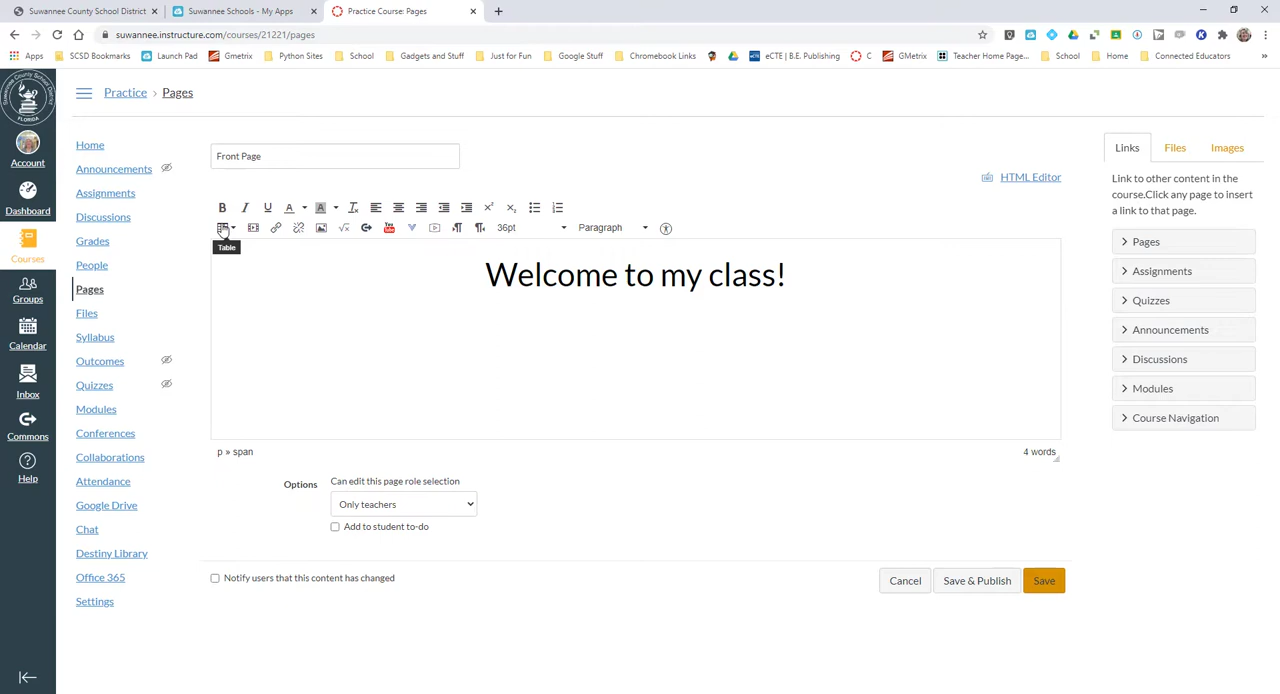 Suwannee County School District
Suwannee Schools - My Apps
Practice Course: Pages
suwannee.instructure.com/courses/21221/pages
Apps
SCSD Bookmarks
Launch Pad
Gmetrix
Python Sites
School
Gadgets and Stuff
Just for Fun
Google Stuff
Chromebook Links
eCTE | B.E. Publishing
C
GMetrix
Teacher Home Page...
School
Home
Connected Educators
Practice › Pages
Account
Dashboard
Courses
Groups
Calendar
Inbox
Commons
Help
Home
Announcements
Assignments
Discussions
Grades
People
Pages
Files
Syllabus
Outcomes
Quizzes
Modules
Conferences
Collaborations
Attendance
Google Drive
Chat
Destiny Library
Office 365
Settings
Front Page
HTML Editor
B I U A A
36pt
Paragraph
Table
Welcome to my class!
p » span
4 words
Options
Can edit this page role selection
Only teachers
Add to student to-do
Notify users that this content has changed
Cancel
Save & Publish
Save
Links
Files
Images
Link to other content in the
course.Click any page to insert
a link to that page.
Pages
Assignments
Quizzes
Announcements
Discussions
Modules
Course Navigation